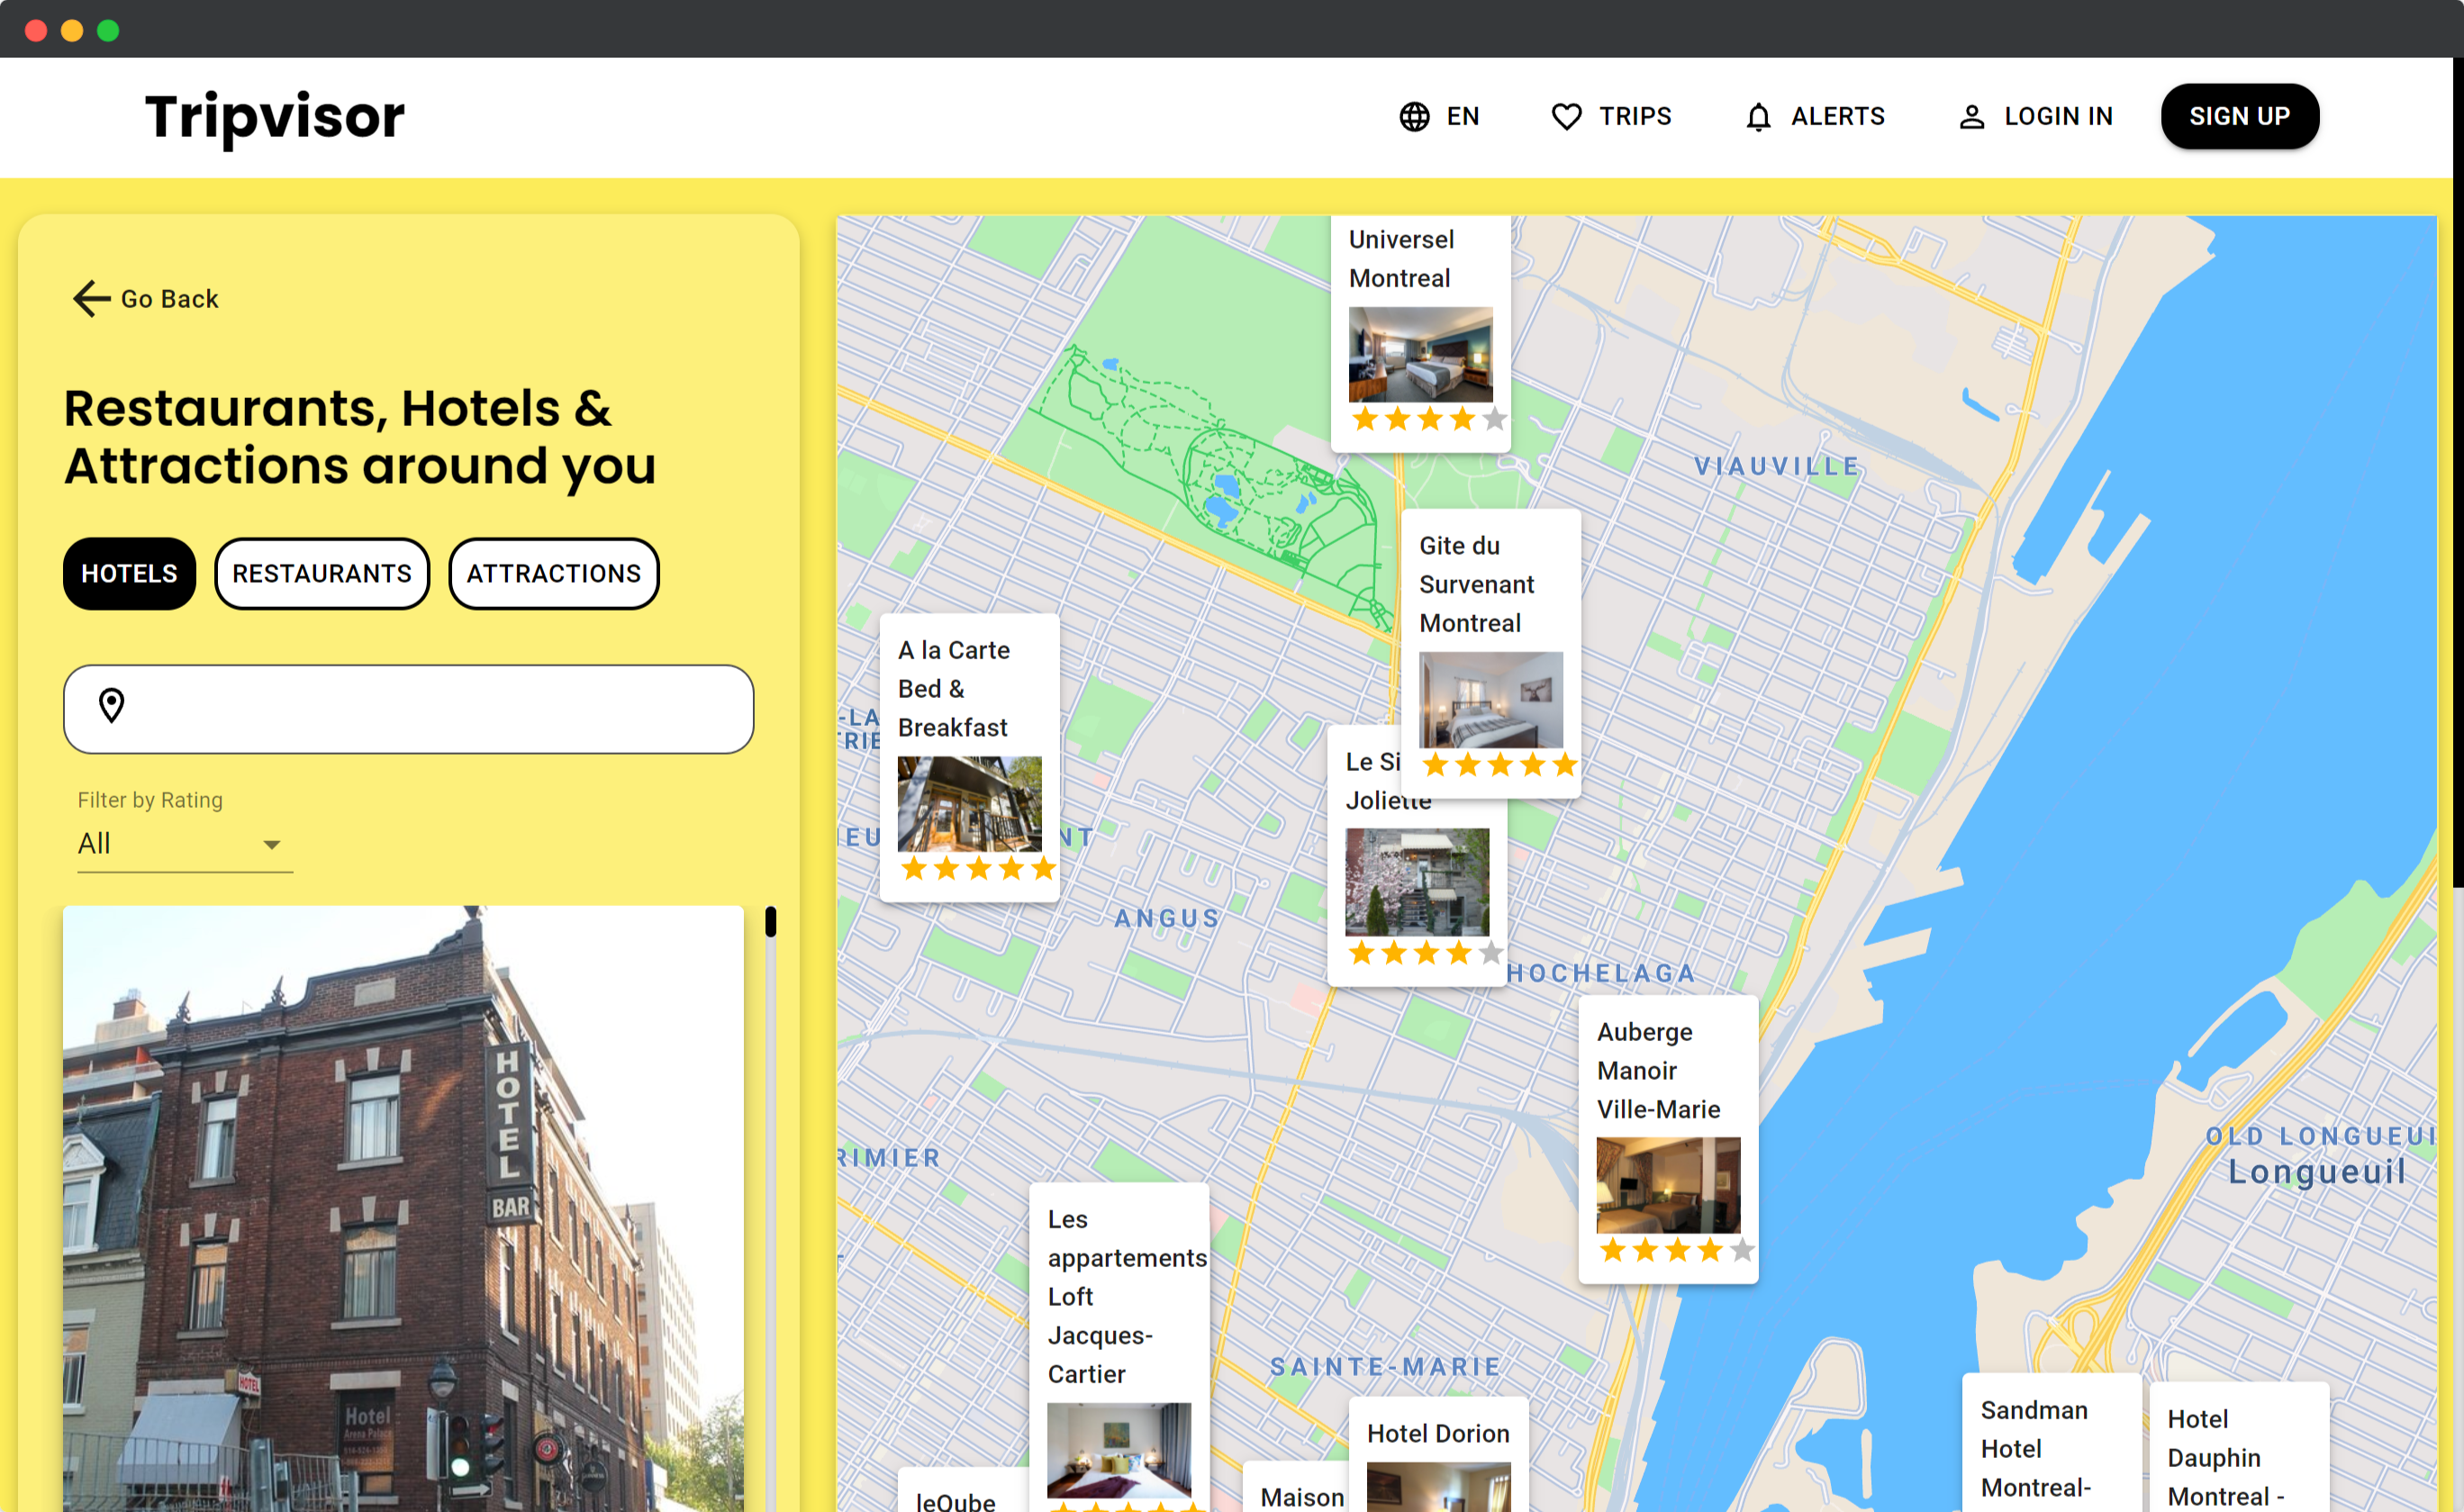 Tripvisor
EN
TRIPS
ALERTS
LOGIN IN
SIGN UP
Go Back
Restaurants, Hotels &
Attractions around you
HOTELS
RESTAURANTS
ATTRACTIONS
Filter by Rating
All
HOTEL
BAR
HOTEL
Hotel
Arena Palace
Universel
Montreal
VIAUVILLE
Gite du
Survenant
Montreal
A la Carte
Bed &
Breakfast
Le Si
Joliette
ANGUS
HOCHELAGA
Auberge
Manoir
Ville-Marie
RIMIER
OLD LONGUEUI
Longueuil
Les
appartements
Loft
Jacques-
Cartier
SAINTE-MARIE
Hotel Dorion
Sandman
Hotel
Montreal-
Hotel
Dauphin
Montreal -
leQube
Maison